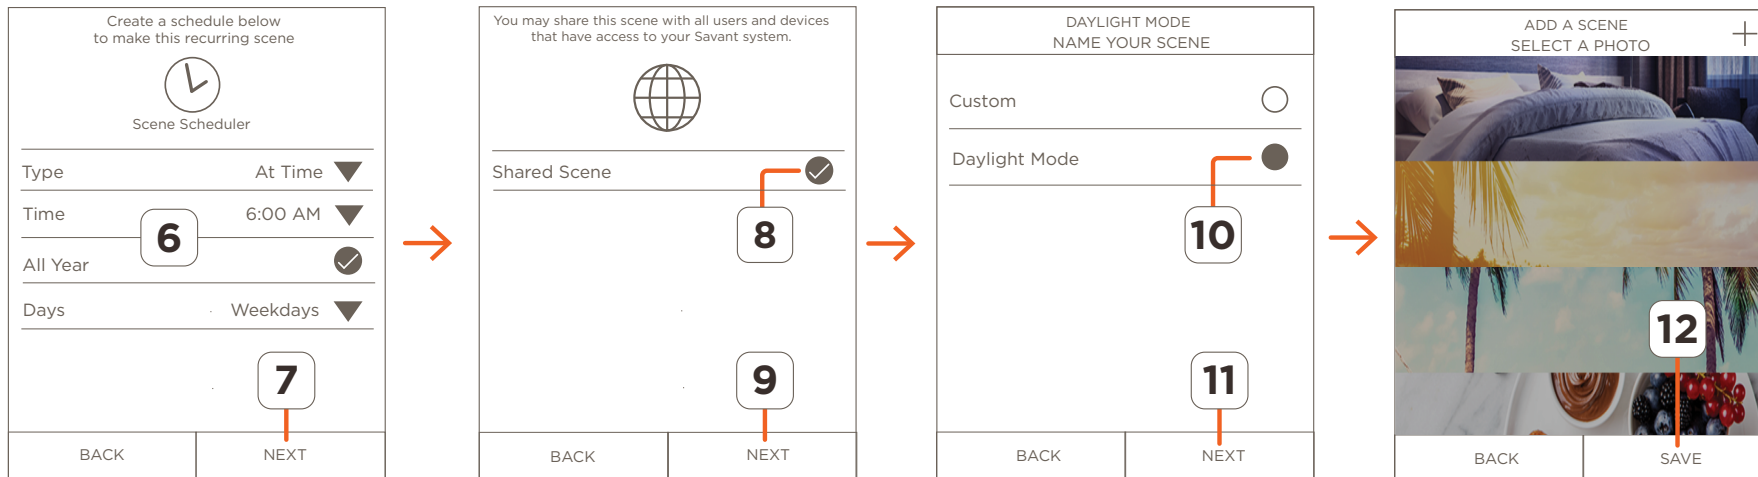 Create a schedule below
to make this recurring scene
Scene Scheduler
Type At Time
Time 6:00 AM
6
All Year
Days Weekdays
7
BACK NEXT
You may share this scene with all users and devices
that have access to your Savant system.
Shared Scene
8
9
BACK NEXT
DAYLIGHT MODE
NAME YOUR SCENE
Custom
Daylight Mode
10
11
BACK NEXT
ADD A SCENE
SELECT A PHOTO
12
BACK SAVE